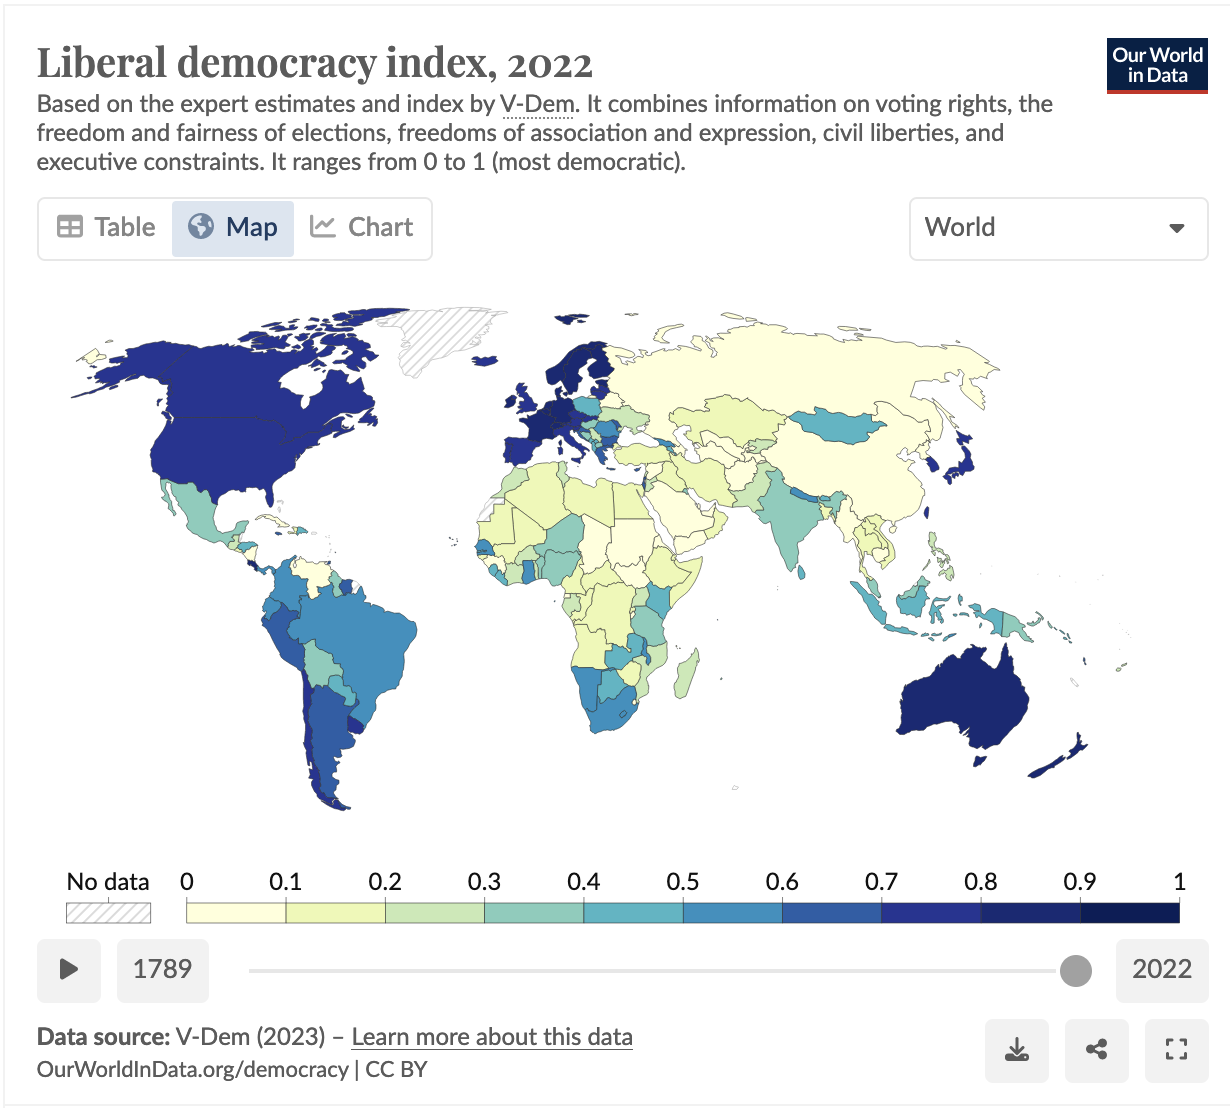 Liberal democracy index, 2022
Our World
in Data
Based on the expert estimates and index by V-Dem. It combines information on voting rights, the
freedom and fairness of elections, freedoms of association and expression, civil liberties, and
executive constraints. It ranges from 0 to 1 (most democratic).
Table Map Chart
World
No data 0 0.1 0.2 0.3 0.4 0.5 0.6 0.7 0.8 0.9 1
1789 2022
Data source: V-Dem (2023) – Learn more about this data
OurWorldInData.org/democracy | CC BY